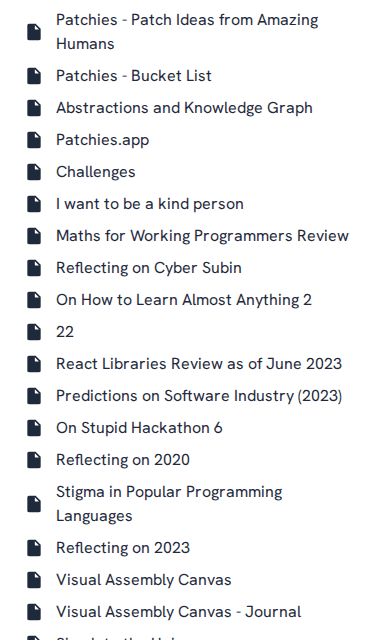 Patchies - Patch Ideas from Amazing
Humans
Patchies - Bucket List
Abstractions and Knowledge Graph
Patchies.app
Challenges
I want to be a kind person
Maths for Working Programmers Review
Reflecting on Cyber Subin
On How to Learn Almost Anything 2
22
React Libraries Review as of June 2023
Predictions on Software Industry (2023)
On Stupid Hackathon 6
Reflecting on 2020
Stigma in Popular Programming
Languages
Reflecting on 2023
Visual Assembly Canvas
Visual Assembly Canvas - Journal